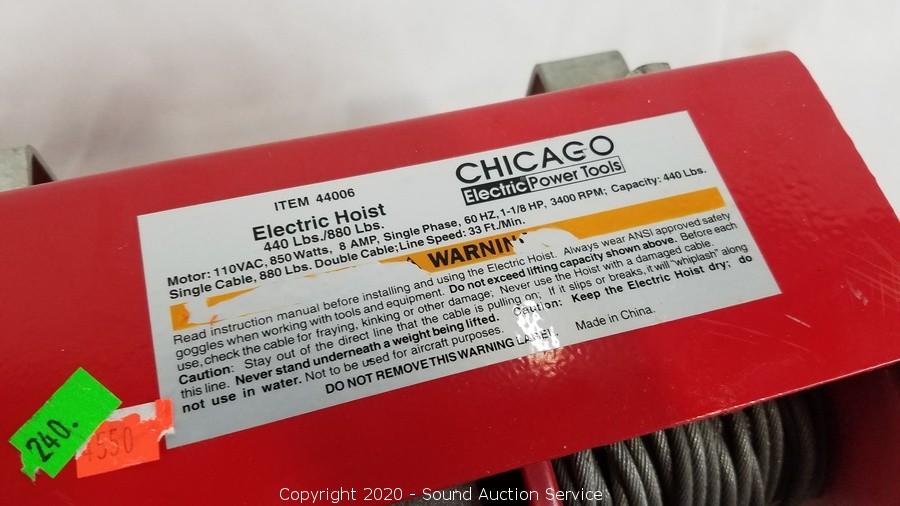 CHICAGO
Electric Power Tools
ITEM 44006
Electric Hoist
440 Lbs./880 Lbs.
Motor: 110VAC, 850 Watts, 8 AMP, Single Phase, 60 HZ, 1-1/8 HP, 3400 RPM; Capacity: 440 Lbs.
Single Cable, 880 Lbs. Double Cable; Line Speed: 33 Ft./Min.
WARNIN
Read instruction manual before installing and using the Electric Hoist. Always wear ANSI approved safety
goggles when working with tools and equipment. Do not exceed lifting capacity shown above. Before each
use, check the cable for fraying, kinking or other damage; Never use the Hoist with a damaged cable.
Caution: Stay out of the direct line that the cable is pulling on; If it slips or breaks, it will "whiplash" along
this line. Never stand underneath a weight being lifted. Caution: Keep the Electric Hoist dry; do
not use in water. Not to be used for aircraft purposes. Made in China.
DO NOT REMOVE THIS WARNING LABEL
240.
4550
Copyright 2020 - Sound Auction Service